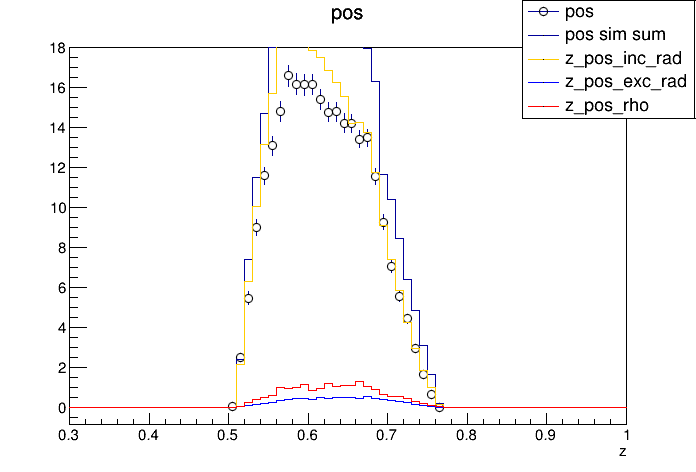 pos
pos
pos sim sum
z_pos_inc_rad
z_pos_exc_rad
z_pos_rho
18
16
14
12
10
8
6
4
2
0
0.3 0.4 0.5 0.6 0.7 0.8 0.9 1
z